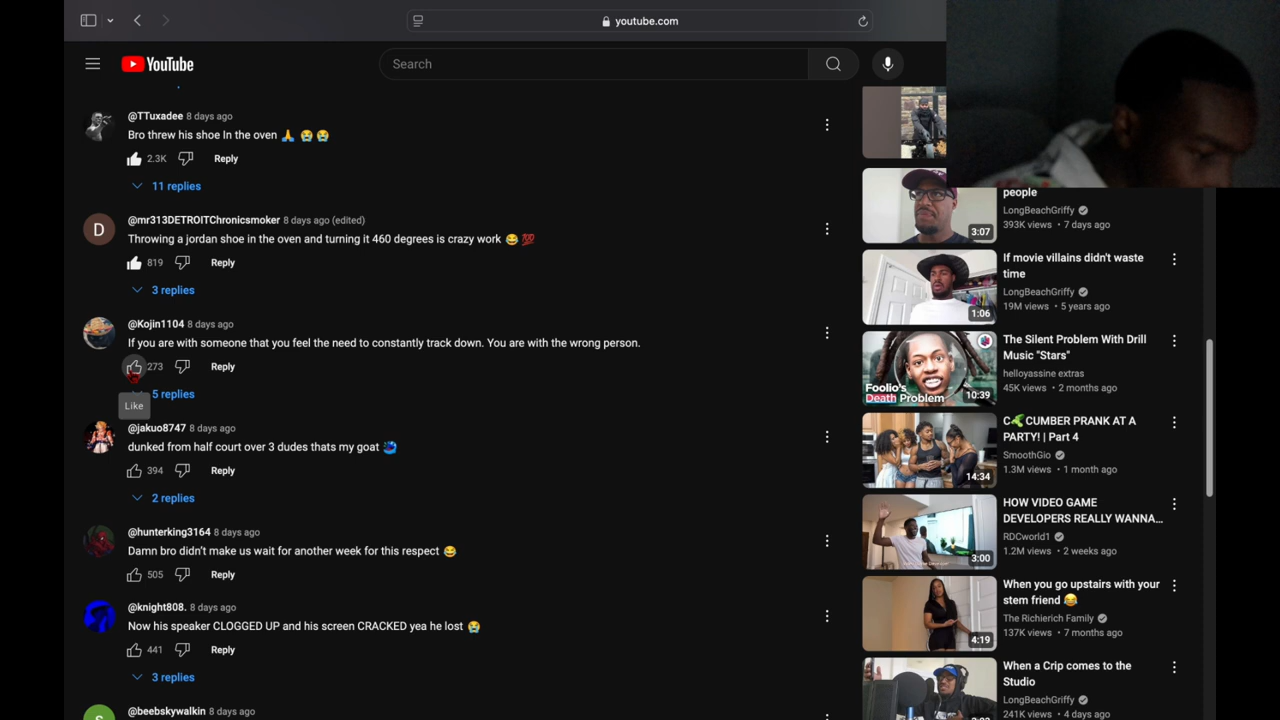 youtube.com
YouTube
Search
@TTuxadee 8 days ago
Bro threw his shoe In the oven 🙏 😭😭
2.3K
Reply
11 replies
D
@mr313DETROITChronicsmoker 8 days ago (edited)
Throwing a jordan shoe in the oven and turning it 460 degrees is crazy work 😂💯
819
Reply
3 replies
@Kojin1104 8 days ago
If you are with someone that you feel the need to constantly track down. You are with the wrong person.
273
Reply
5 replies
Like
@jakuo8747 8 days ago
dunked from half court over 3 dudes thats my goat
394
Reply
2 replies
@hunterking3164 8 days ago
Damn bro didn't make us wait for another week for this respect 😂
505
Reply
@knight808. 8 days ago
Now his speaker CLOGGED UP and his screen CRACKED yea he lost 😭
441
Reply
3 replies
@beebskywalkin 8 days ago
people
LongBeachGriffy
393K views • 7 days ago
3:07
If movie villains didn't waste
time
LongBeachGriffy
19M views • 5 years ago
1:06
The Silent Problem With Drill
Music "Stars"
helloyassine extras
45K views • 2 months ago
Foolio's
Death Problem
10:39
C🥒CUMBER PRANK AT A
PARTY! | Part 4
SmoothGio
1.3M views • 1 month ago
14:34
HOW VIDEO GAME
DEVELOPERS REALLY WANNA...
RDCworld1
1.2M views • 2 weeks ago
3:00
When you go upstairs with your
stem friend 😂
The Richierich Family
137K views • 7 months ago
4:19
When a Crip comes to the
Studio
LongBeachGriffy
241K views • 4 days ago